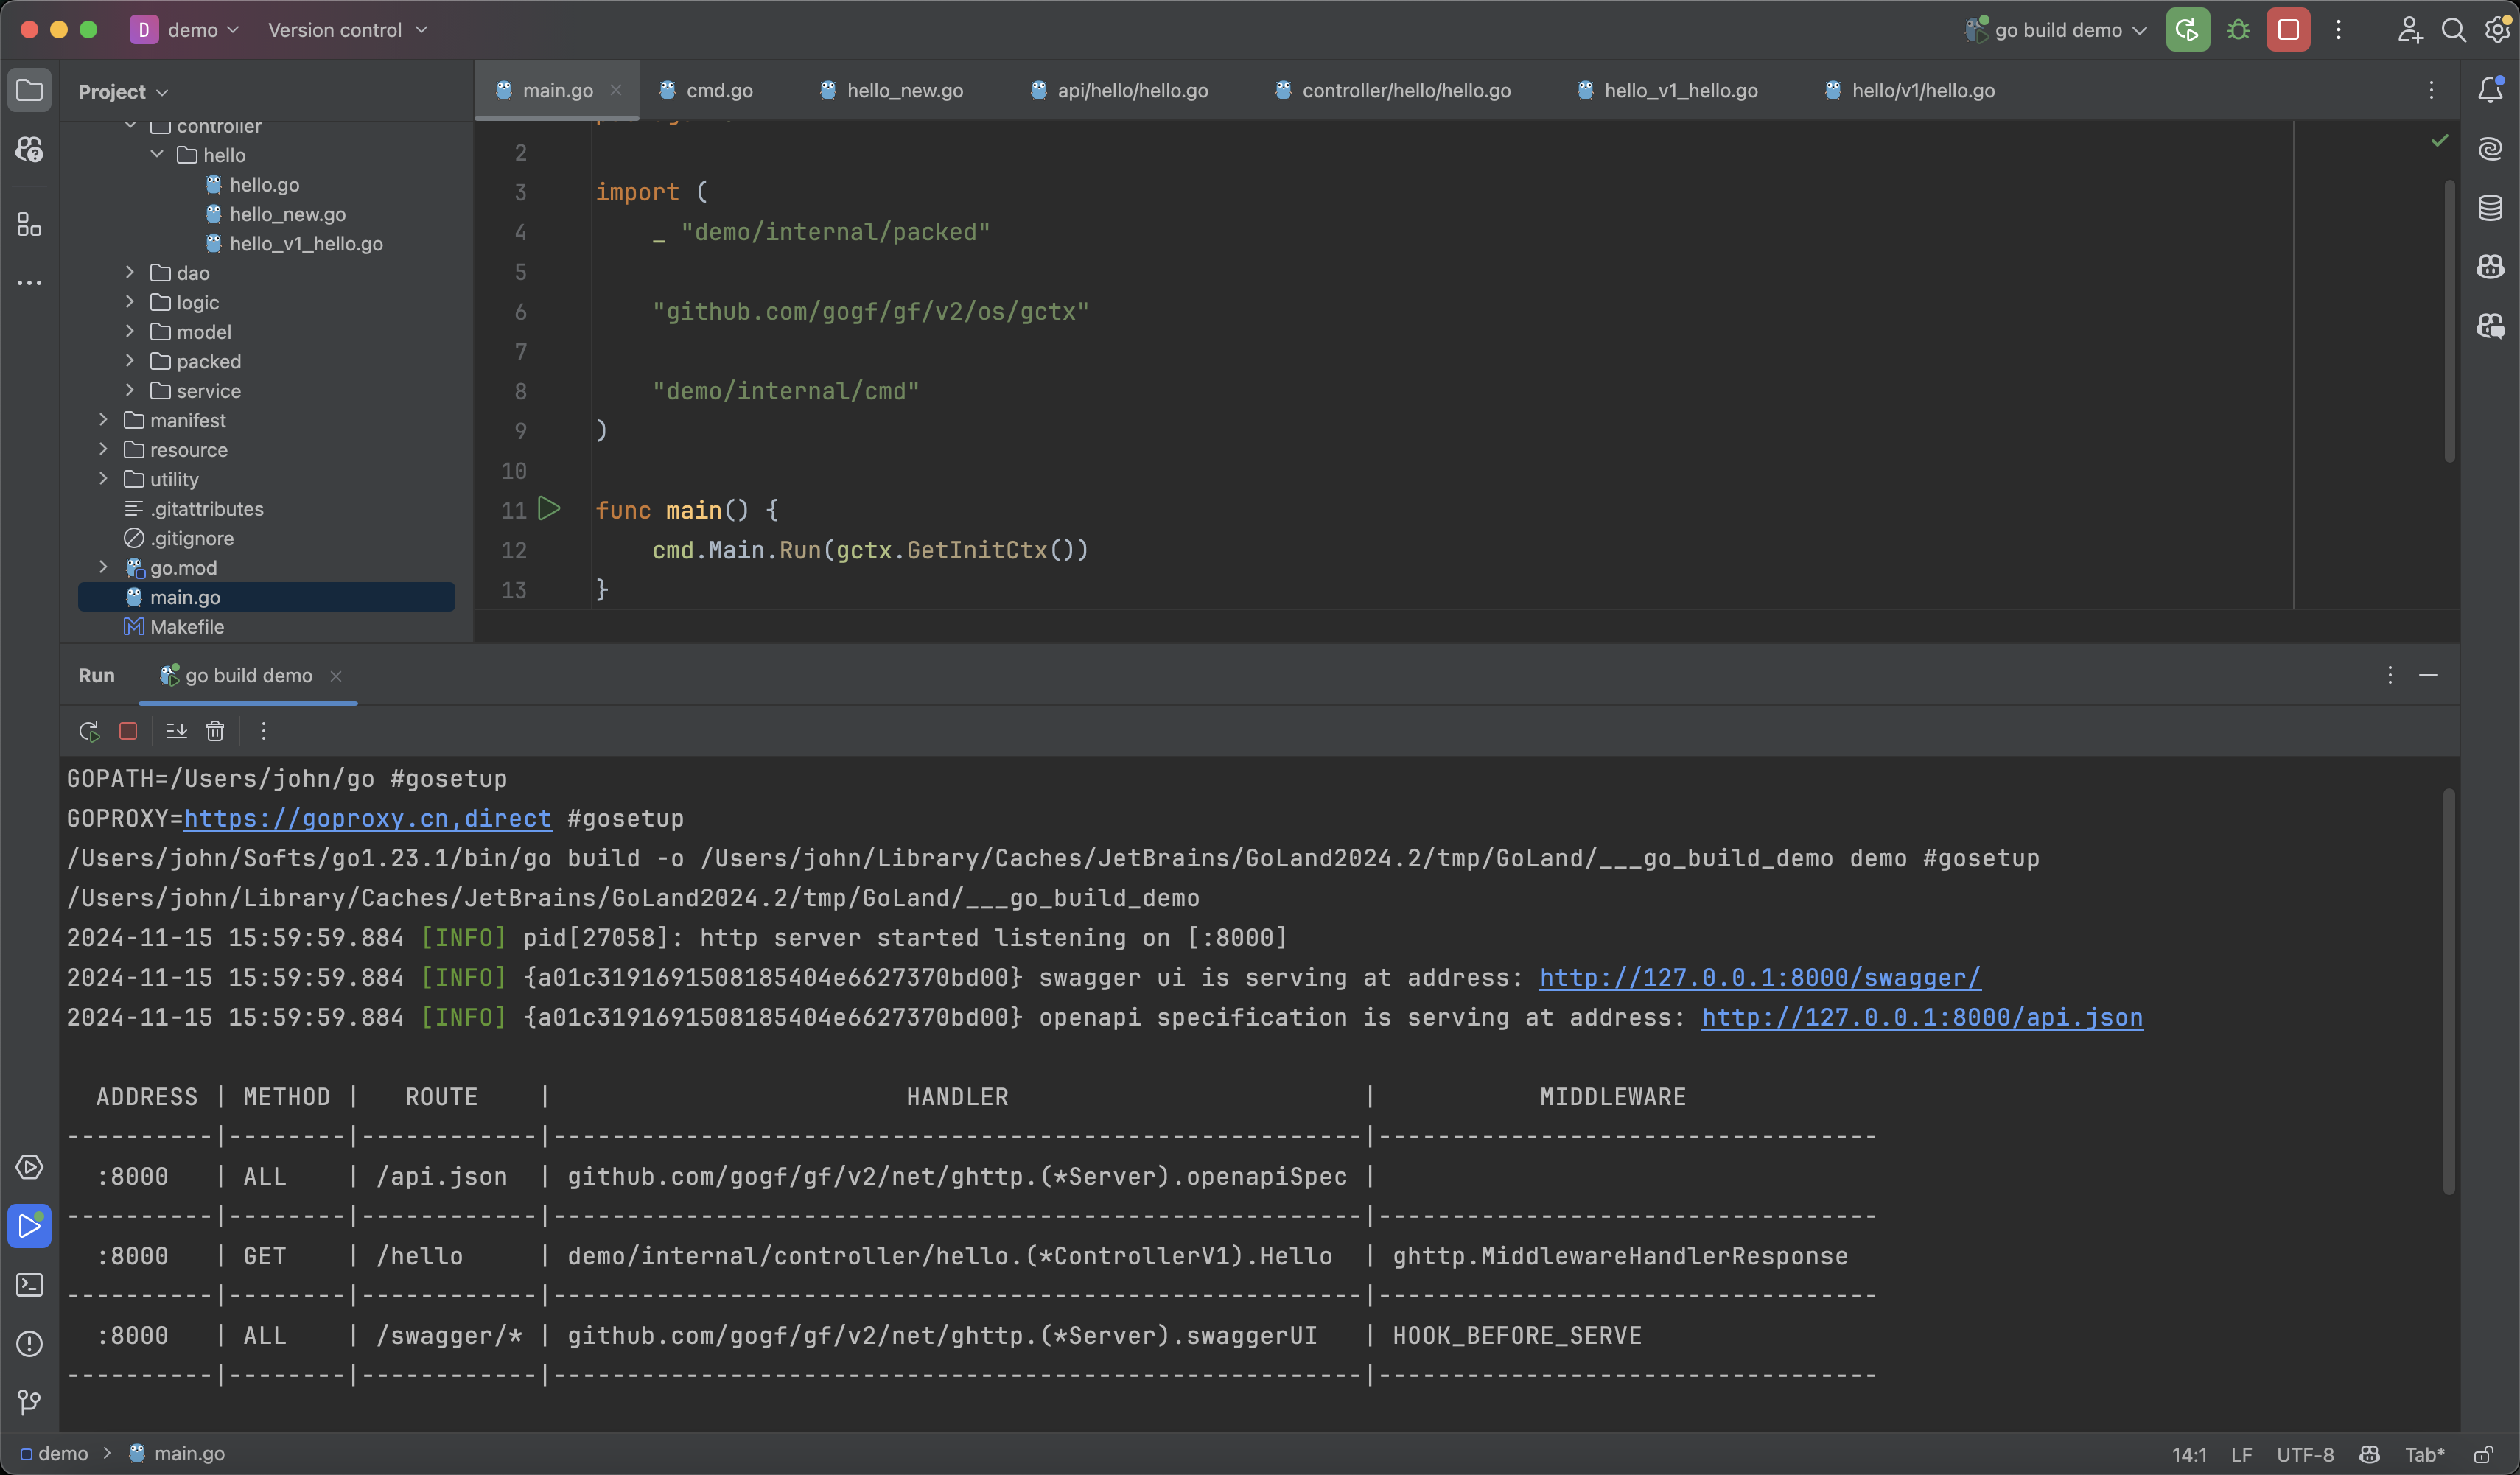 D demo Version control go build demo
Project
main.go cmd.go hello_new.go api/hello/hello.go controller/hello/hello.go hello_v1_hello.go hello/v1/hello.go
controller
hello
hello.go
hello_new.go
hello_v1_hello.go
dao
logic
model
packed
service
manifest
resource
utility
.gitattributes
.gitignore
go.mod
main.go
Makefile
2
3 import (
4 _ "demo/internal/packed"
5
6 "github.com/gogf/gf/v2/os/gctx"
7
8 "demo/internal/cmd"
9 )
10
11 func main() {
12 cmd.Main.Run(gctx.GetInitCtx())
13 }
Run go build demo
GOPATH=/Users/john/go #gosetup
GOPROXY=https://goproxy.cn,direct #gosetup
/Users/john/Softs/go1.23.1/bin/go build -o /Users/john/Library/Caches/JetBrains/GoLand2024.2/tmp/GoLand/___go_build_demo demo #gosetup
/Users/john/Library/Caches/JetBrains/GoLand2024.2/tmp/GoLand/___go_build_demo
2024-11-15 15:59:59.884 [INFO] pid[27058]: http server started listening on [:8000]
2024-11-15 15:59:59.884 [INFO] {a01c3191691508185404e6627370bd00} swagger ui is serving at address: http://127.0.0.1:8000/swagger/
2024-11-15 15:59:59.884 [INFO] {a01c3191691508185404e6627370bd00} openapi specification is serving at address: http://127.0.0.1:8000/api.json
ADDRESS | METHOD | ROUTE | HANDLER | MIDDLEWARE
----------|--------|------------|-------------------------------------------------------|----------------------------------
:8000 | ALL | /api.json | github.com/gogf/gf/v2/net/ghttp.(*Server).openapiSpec |
----------|--------|------------|-------------------------------------------------------|----------------------------------
:8000 | GET | /hello | demo/internal/controller/hello.(*ControllerV1).Hello | ghttp.MiddlewareHandlerResponse
----------|--------|------------|-------------------------------------------------------|----------------------------------
:8000 | ALL | /swagger/* | github.com/gogf/gf/v2/net/ghttp.(*Server).swaggerUI | HOOK_BEFORE_SERVE
----------|--------|------------|-------------------------------------------------------|----------------------------------
demo main.go 14:1 LF UTF-8 Tab*